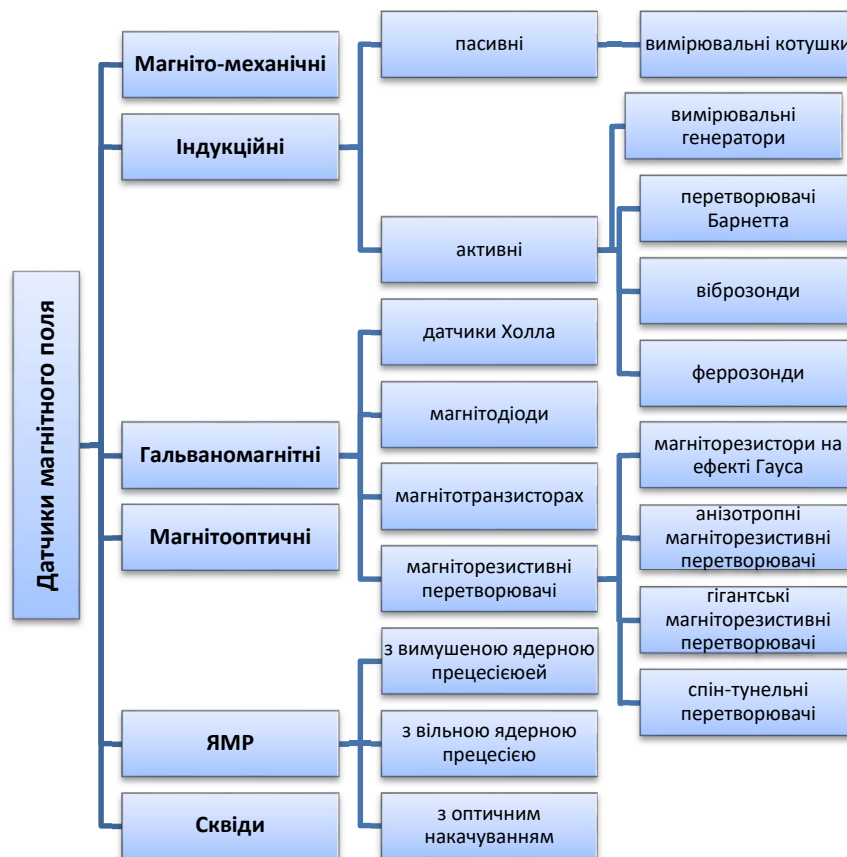 Датчики магнітного поля
Магніто-механічні
Індукційні
пасивні
вимірювальні котушки
активні
вимірювальні
генератори
перетворювачі
Барнетта
віброзонди
феррозонди
Гальваномагнітні
датчики Холла
магнітодіоди
магнітотранзисторах
магніторезистивні
перетворювачі
магніторезистори на
ефекті Гауса
анізотропні
магніторезистивні
перетворювачі
гігантські
магніторезистивні
перетворювачі
спін-тунельні
перетворювачі
Магнітооптичні
ЯМР
з вимушеною ядерною
прецесієюей
з вільною ядерною
прецесією
з оптичним
накачуванням
Сквіди